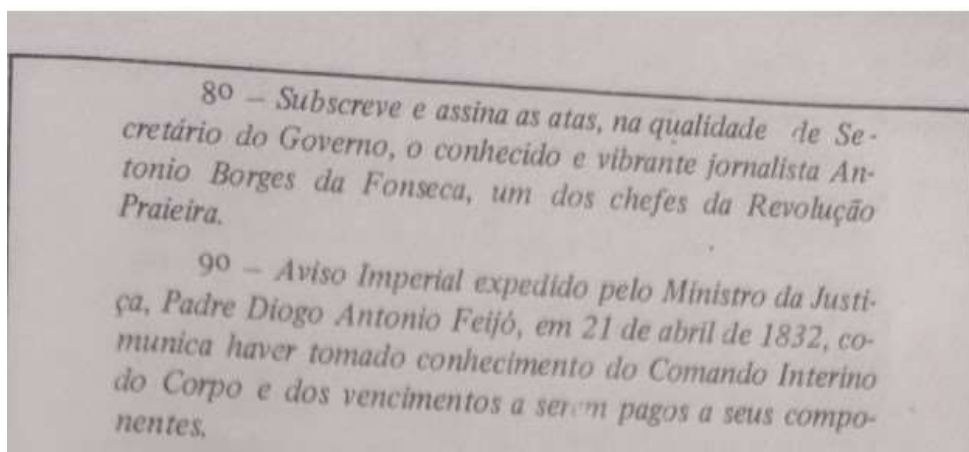 8º – Subscreve e assina as atas, na qualidade de Se-
cretário do Governo, o conhecido e vibrante jornalista An-
tonio Borges da Fonseca, um dos chefes da Revolução
Praieira.
9º – Aviso Imperial expedido pelo Ministro da Justi-
ça, Padre Diogo Antonio Feijó, em 21 de abril de 1832, co-
munica haver tomado conhecimento do Comando Interino
do Corpo e dos vencimentos a serem pagos a seus compo-
nentes.